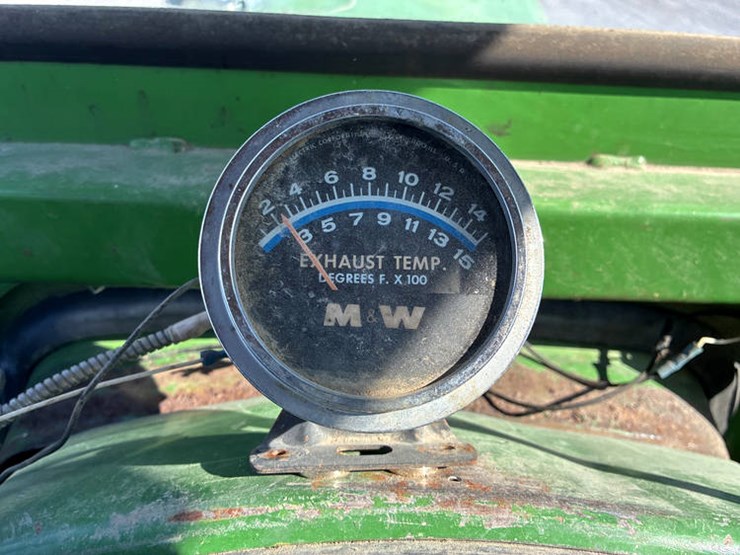 2 4 6 8 10 12 14
3 5 7 9 11 13 15
EXHAUST TEMP.
DEGREES F. X 100
M & W